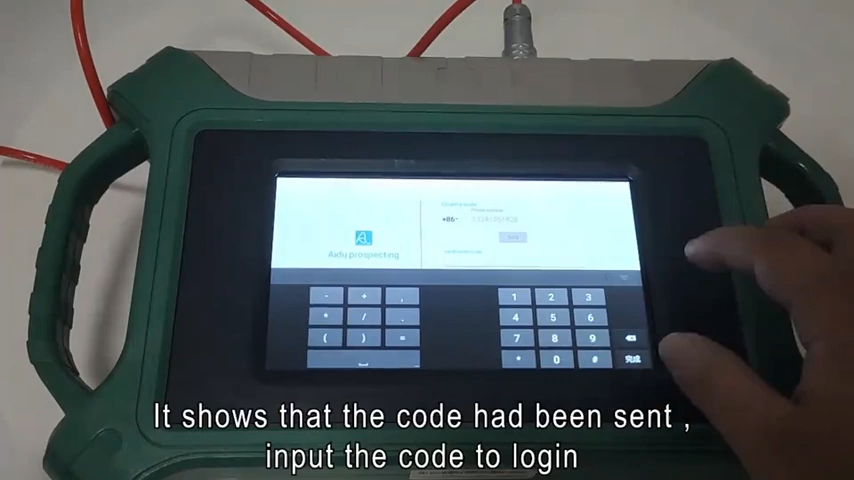 +86
Aidu prospecting
- + , 1 2 3
* / 、 4 5 6
( ) = 7 8 9
* 0 # 完成
It shows that the code had been sent ,
input the code to login